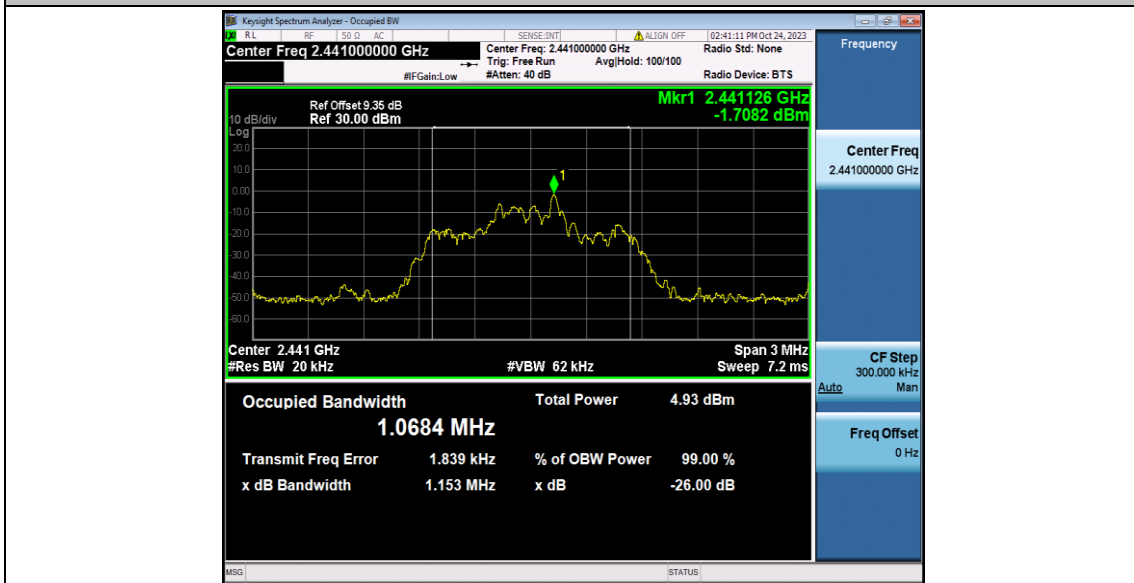 Keysight Spectrum Analyzer - Occupied BW
RL RF 50 Ω AC SENSE:INT ALIGN OFF 02:41:11 PM Oct 24, 2023
Center Freq 2.441000000 GHz Center Freq: 2.441000000 GHz Radio Std: None
Trig: Free Run Avg|Hold: 100/100
#IFGain:Low #Atten: 40 dB Radio Device: BTS
Frequency
Mkr1 2.441126 GHz
-1.7082 dBm
Ref Offset 9.35 dB
10 dB/div Ref 30.00 dBm
Log
20.0
10.0
0.00
-10.0
-20.0
-30.0
-40.0
-50.0
-60.0
1
Center 2.441 GHz Span 3 MHz
#Res BW 20 kHz #VBW 62 kHz Sweep 7.2 ms
Center Freq
2.441000000 GHz
CF Step
300.000 kHz
Auto Man
Freq Offset
0 Hz
Occupied Bandwidth Total Power 4.93 dBm
1.0684 MHz
Transmit Freq Error 1.839 kHz % of OBW Power 99.00 %
x dB Bandwidth 1.153 MHz x dB -26.00 dB
MSG STATUS